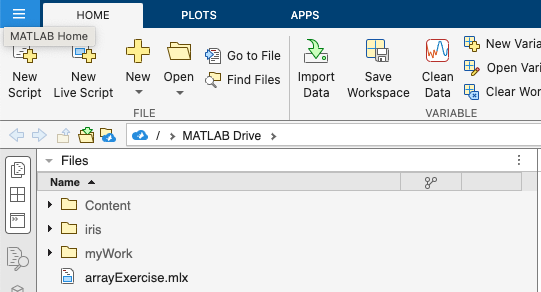 HOME PLOTS APPS
MATLAB Home
New Script
New Live Script
New
Open
Go to File
Find Files
Import Data
Save Workspace
Clean Data
New Varia
Open Vari
Clear Wor
FILE VARIABLE
/ MATLAB Drive
Files
Name
Content
iris
myWork
arrayExercise.mlx